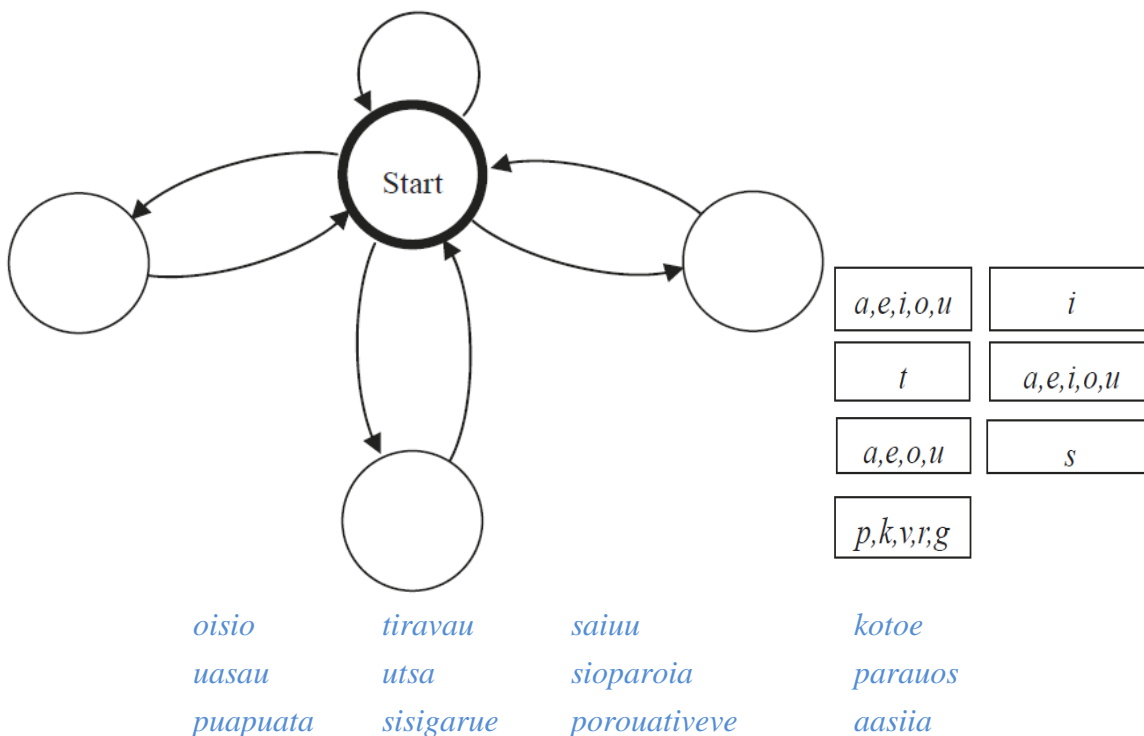 Start
a,e,i,o,u i
t a,e,i,o,u
a,e,o,u s
p,k,v,r,g
oisio tiravau saiuu kotoe
uasau utsa sioparoia parauos
puapuata sisigarue porouativeve aasiia